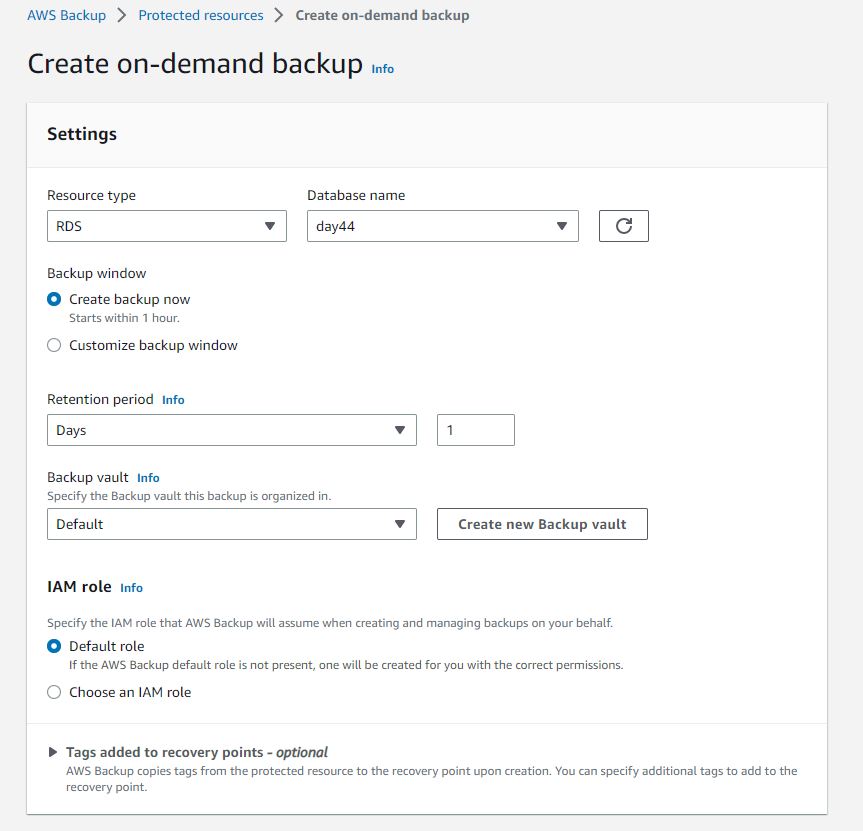 AWS Backup > Protected resources > Create on-demand backup
Create on-demand backup Info
Settings
Resource type Database name
RDS day44
Backup window
Create backup now
Starts within 1 hour.
Customize backup window
Retention period Info
Days 1
Backup vault Info
Specify the Backup vault this backup is organized in.
Default Create new Backup vault
IAM role Info
Specify the IAM role that AWS Backup will assume when creating and managing backups on your behalf.
Default role
If the AWS Backup default role is not present, one will be created for you with the correct permissions.
Choose an IAM role
Tags added to recovery points - optional
AWS Backup copies tags from the protected resource to the recovery point upon creation. You can specify additional tags to add to the
recovery point.